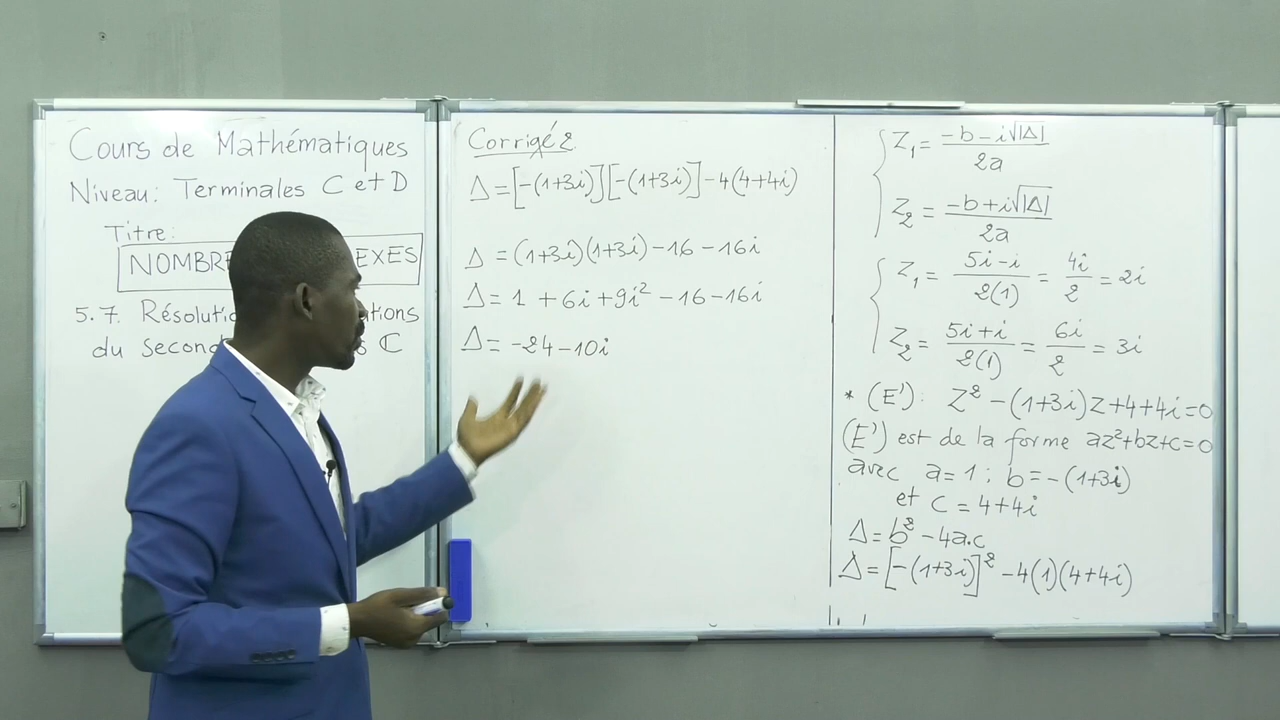 Cours de Mathématiques
Niveau: Terminales C et D
Titre:
NOMBRE EXES
5.7. Résoluti tions
du second s ℂ
Corrigé 2
Δ = [-(1+3i)][-(1+3i)] - 4(4+4i)
Δ = (1+3i)(1+3i) - 16 - 16i
Δ = 1 + 6i + 9i² - 16 - 16i
Δ = -24 - 10i
Z₁ = (-b - i√|Δ|)/2a
Z₂ = (-b + i√|Δ|)/2a
Z₁ = (5i - i)/2(1) = 4i/2 = 2i
Z₂ = (5i + i)/2(1) = 6i/2 = 3i
* (E'): Z² - (1+3i)Z + 4 + 4i = 0
(E') est de la forme az²+bz+c=0
avec a = 1 ; b = -(1+3i)
et C = 4+4i
Δ = b² - 4a.c
Δ = [-(1+3i)]² - 4(1)(4+4i)